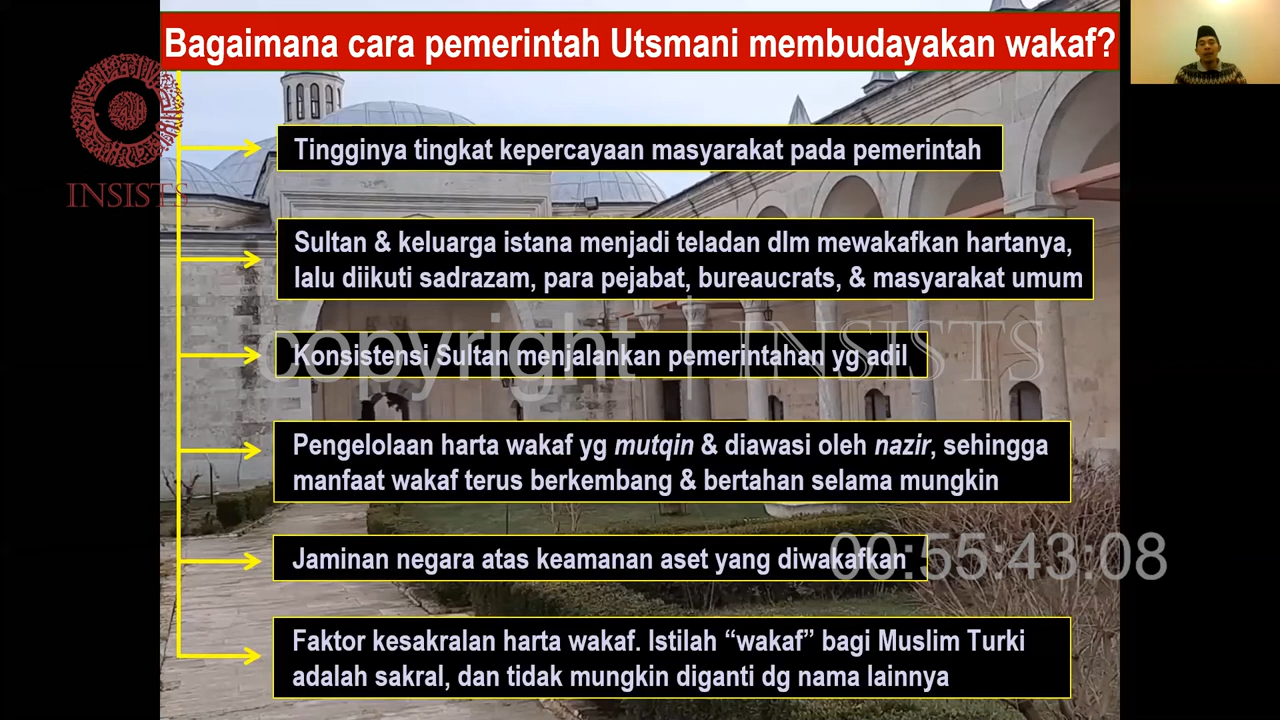 Bagaimana cara pemerintah Utsmani membudayakan wakaf?
INSISTS
Tingginya tingkat kepercayaan masyarakat pada pemerintah
Sultan & keluarga istana menjadi teladan dlm mewakafkan hartanya,
lalu diikuti sadrazam, para pejabat, bureaucrats, & masyarakat umum
copyright | INSISTS
Konsistensi Sultan menjalankan pemerintahan yg adil
Pengelolaan harta wakaf yg mutqin & diawasi oleh nazir, sehingga
manfaat wakaf terus berkembang & bertahan selama mungkin
00:55:43:08
Jaminan negara atas keamanan aset yang diwakafkan
Faktor kesakralan harta wakaf. Istilah “wakaf” bagi Muslim Turki
adalah sakral, dan tidak mungkin diganti dg nama lainnya